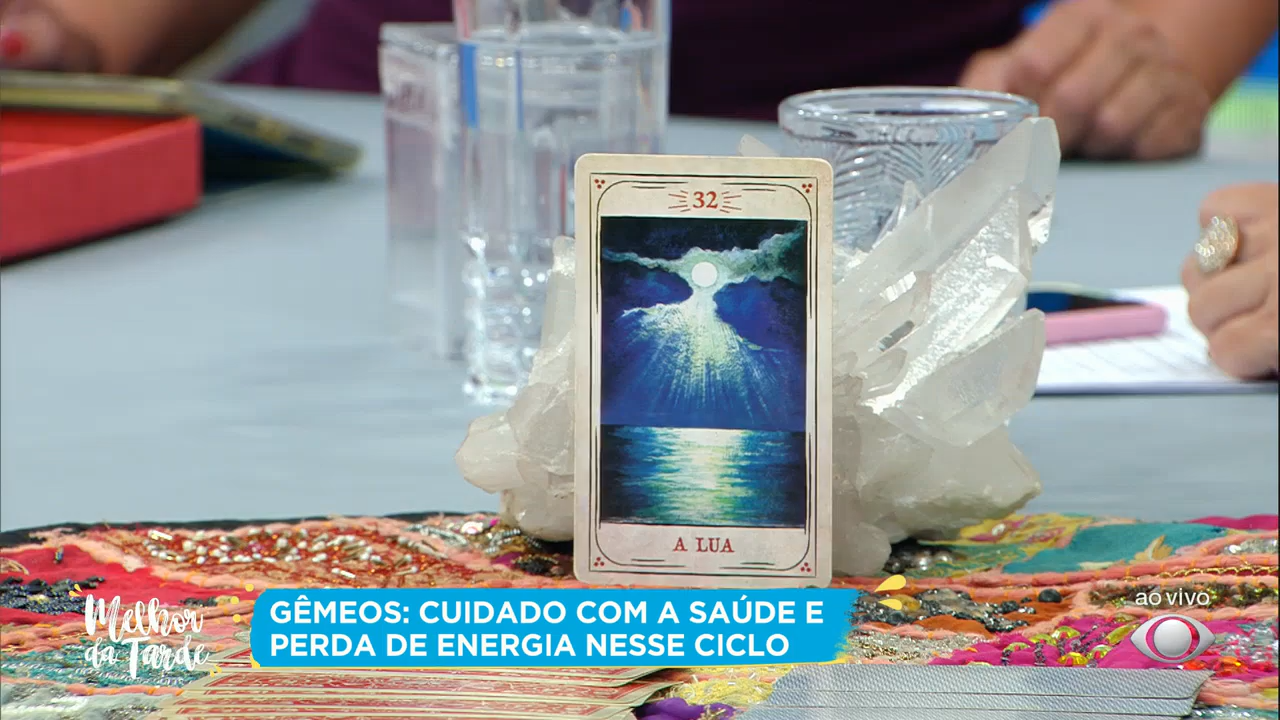 32
A LUA
Melhor
da Tarde
GÊMEOS: CUIDADO COM A SAÚDE E
PERDA DE ENERGIA NESSE CICLO
ao vivo